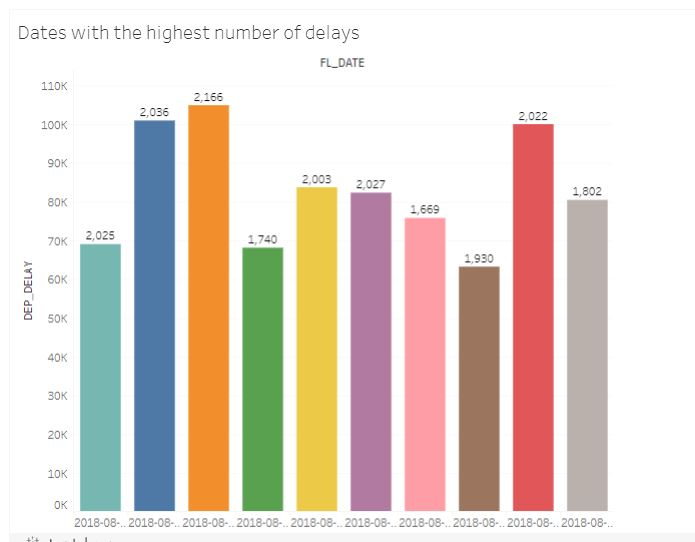 Dates with the highest number of delays
FL_DATE
DEP_DELAY
110K
100K
90K
80K
70K
60K
50K
40K
30K
20K
10K
0K
2,025
2,036
2,166
1,740
2,003
2,027
1,669
1,930
2,022
1,802
2018-08-.. 2018-08-.. 2018-08-.. 2018-08-.. 2018-08-.. 2018-08-.. 2018-08-.. 2018-08-.. 2018-08-.. 2018-08-..